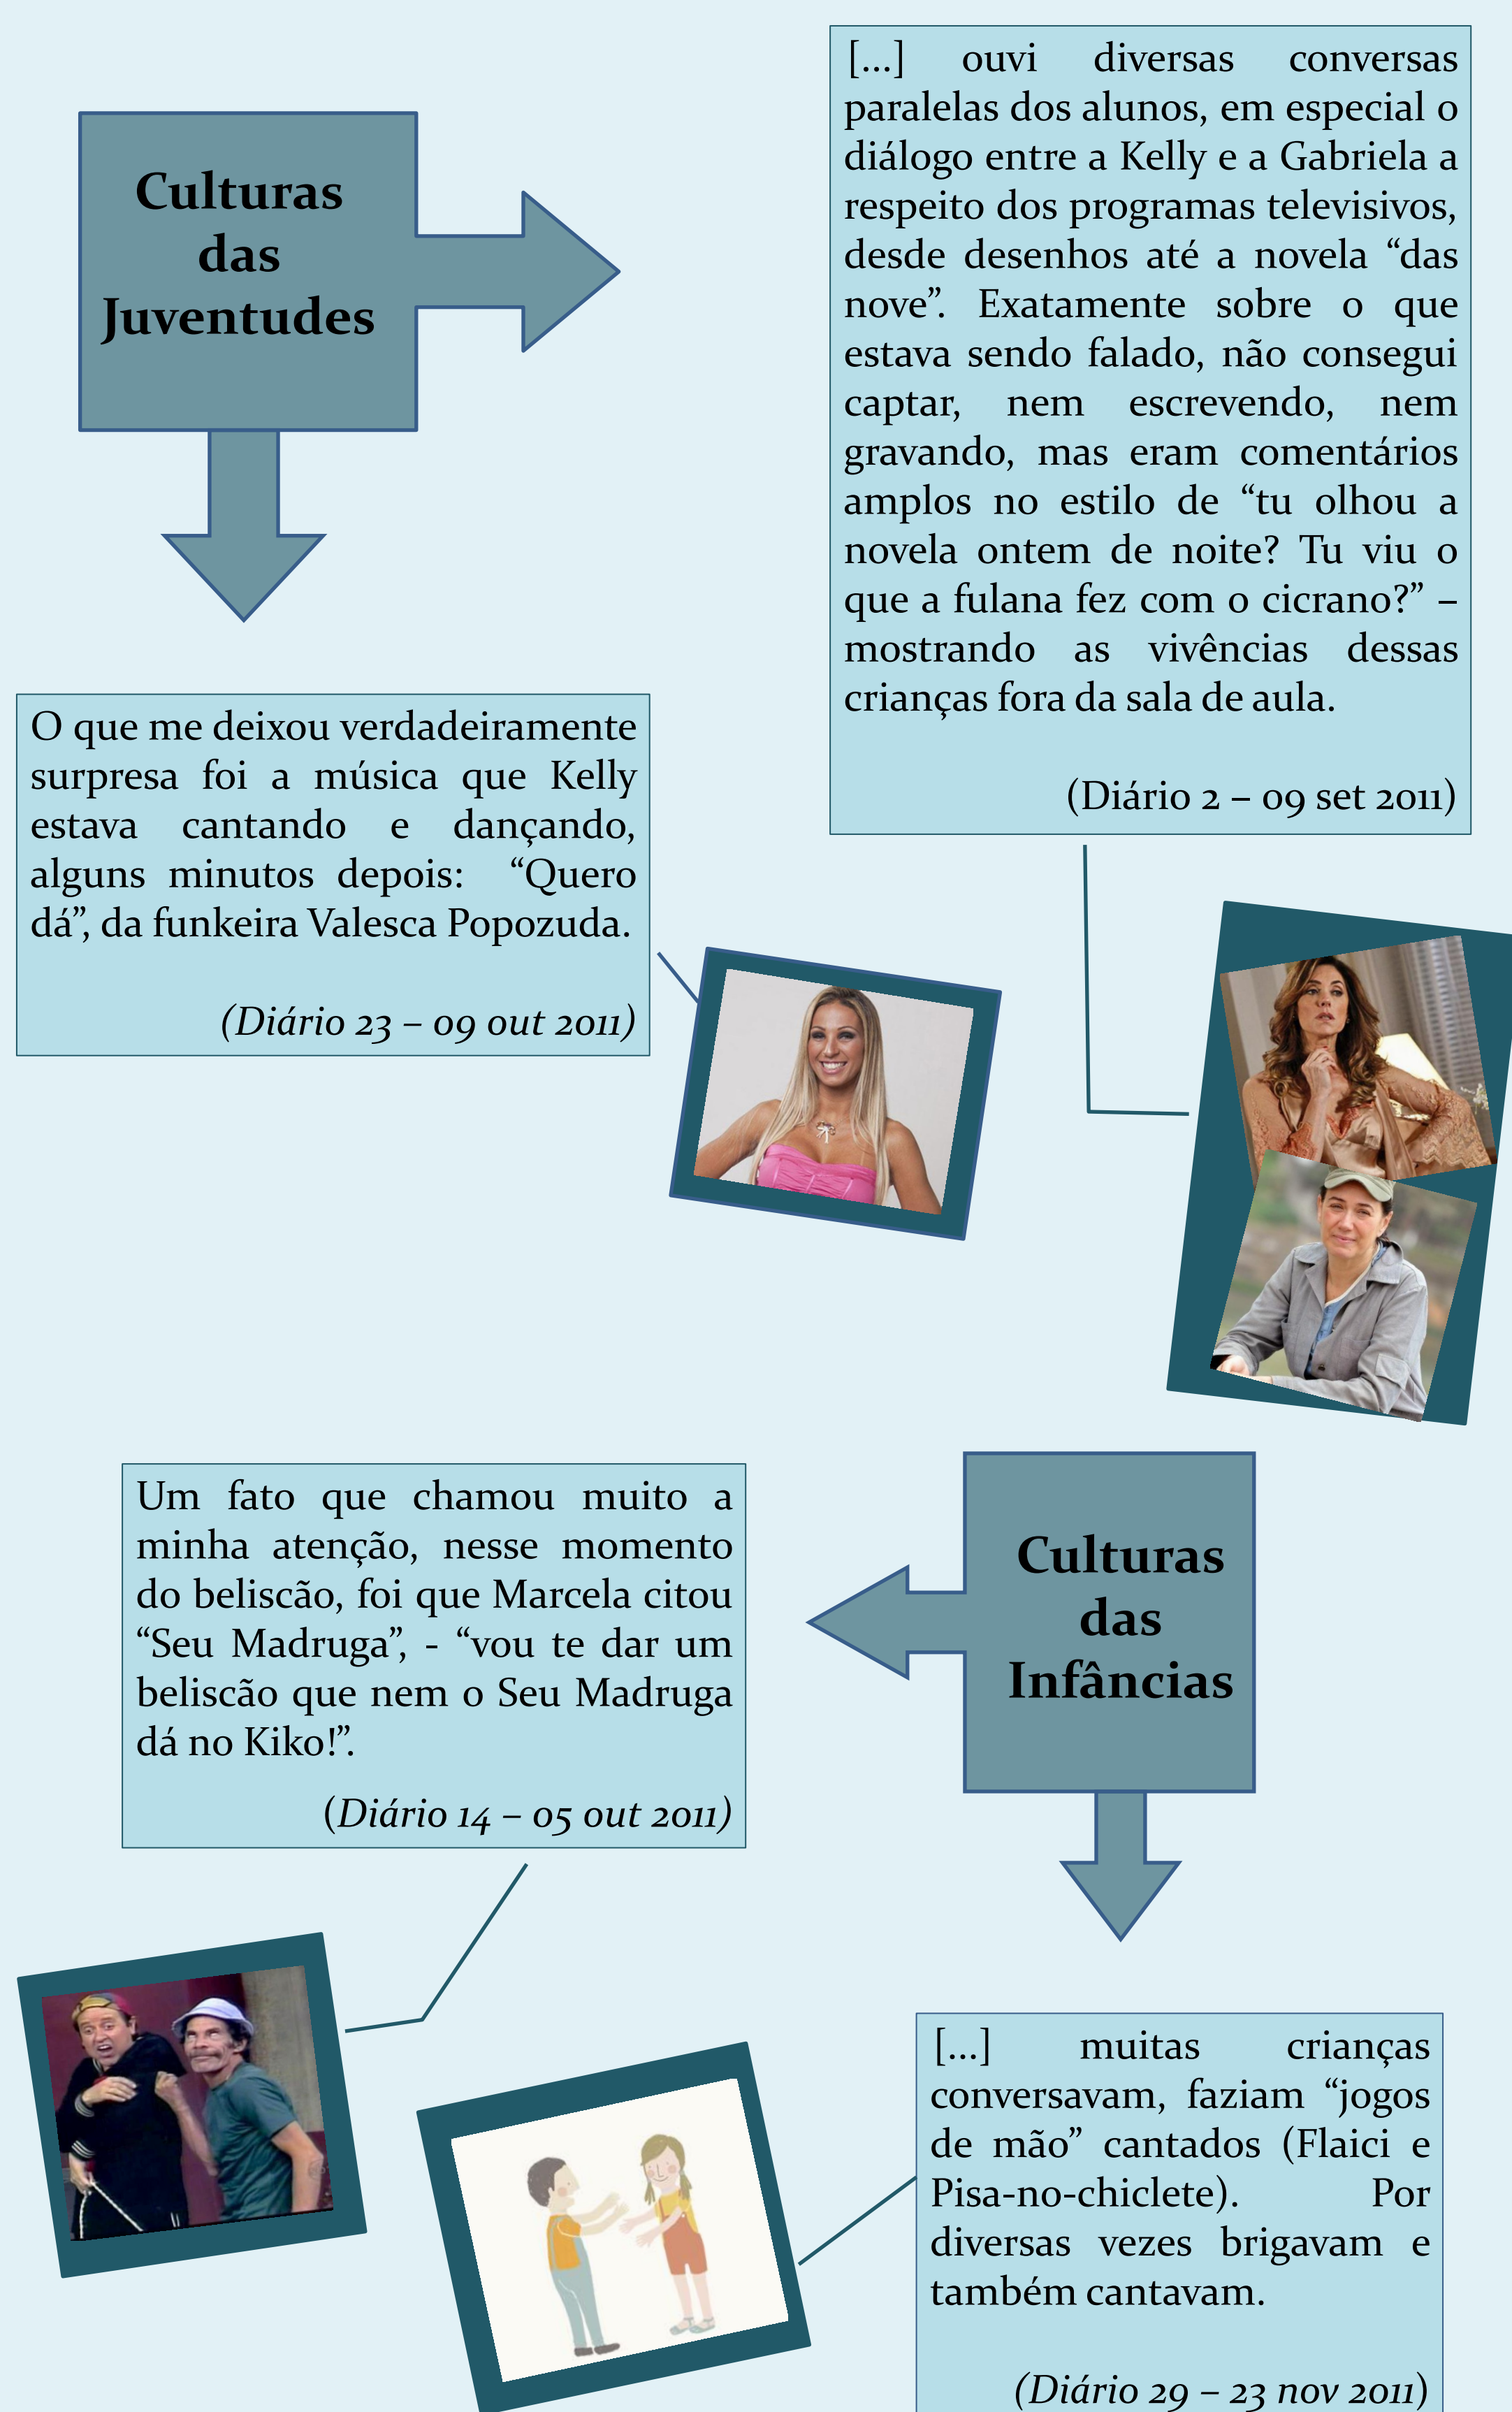 Culturas
das
Juventudes
[...] ouvi diversas conversas
paralelas dos alunos, em especial o
diálogo entre a Kelly e a Gabriela a
respeito dos programas televisivos,
desde desenhos até a novela “das
nove”. Exatamente sobre o que
estava sendo falado, não consegui
captar, nem escrevendo, nem
gravando, mas eram comentários
amplos no estilo de “tu olhou a
novela ontem de noite? Tu viu o
que a fulana fez com o cicrano?” –
mostrando as vivências dessas
crianças fora da sala de aula.
(Diário 2 – 09 set 2011)
O que me deixou verdadeiramente
surpresa foi a música que Kelly
estava cantando e dançando,
alguns minutos depois: “Quero
dá”, da funkeira Valesca Popozuda.
(Diário 23 – 09 out 2011)
Um fato que chamou muito a
minha atenção, nesse momento
do beliscão, foi que Marcela citou
“Seu Madruga”, - “vou te dar um
beliscão que nem o Seu Madruga
dá no Kiko!”.
(Diário 14 – 05 out 2011)
Culturas
das
Infâncias
[...] muitas crianças
conversavam, faziam “jogos
de mão” cantados (Flaici e
Pisa-no-chiclete). Por
diversas vezes brigavam e
também cantavam.
(Diário 29 – 23 nov 2011)